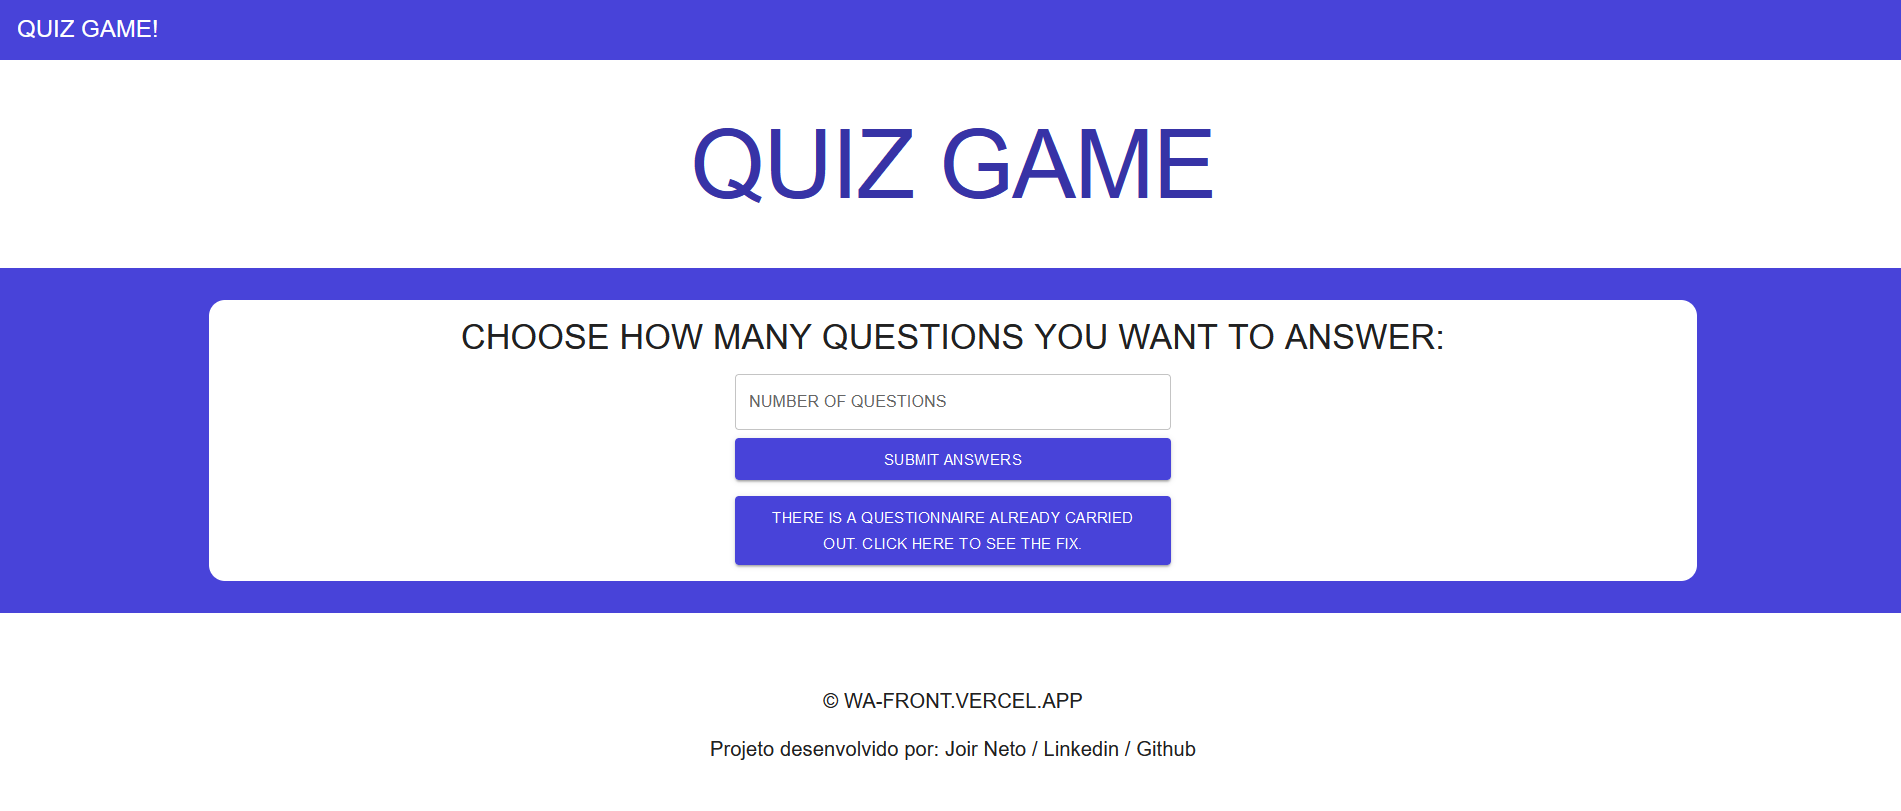 QUIZ GAME!
QUIZ GAME
CHOOSE HOW MANY QUESTIONS YOU WANT TO ANSWER:
NUMBER OF QUESTIONS
SUBMIT ANSWERS
THERE IS A QUESTIONNAIRE ALREADY CARRIED
OUT. CLICK HERE TO SEE THE FIX.
© WA-FRONT.VERCEL.APP
Projeto desenvolvido por: Joir Neto / Linkedin / Github